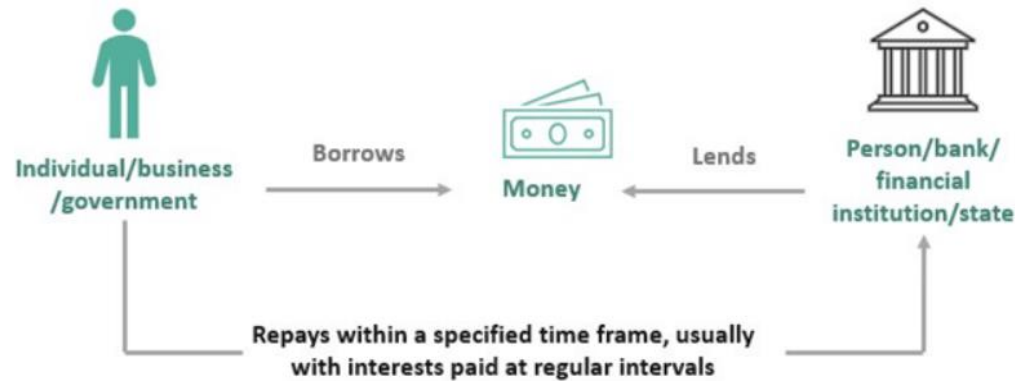 Individual/business
/government
Borrows
Money
Lends
Person/bank/
financial
institution/state
Repays within a specified time frame, usually
with interests paid at regular intervals